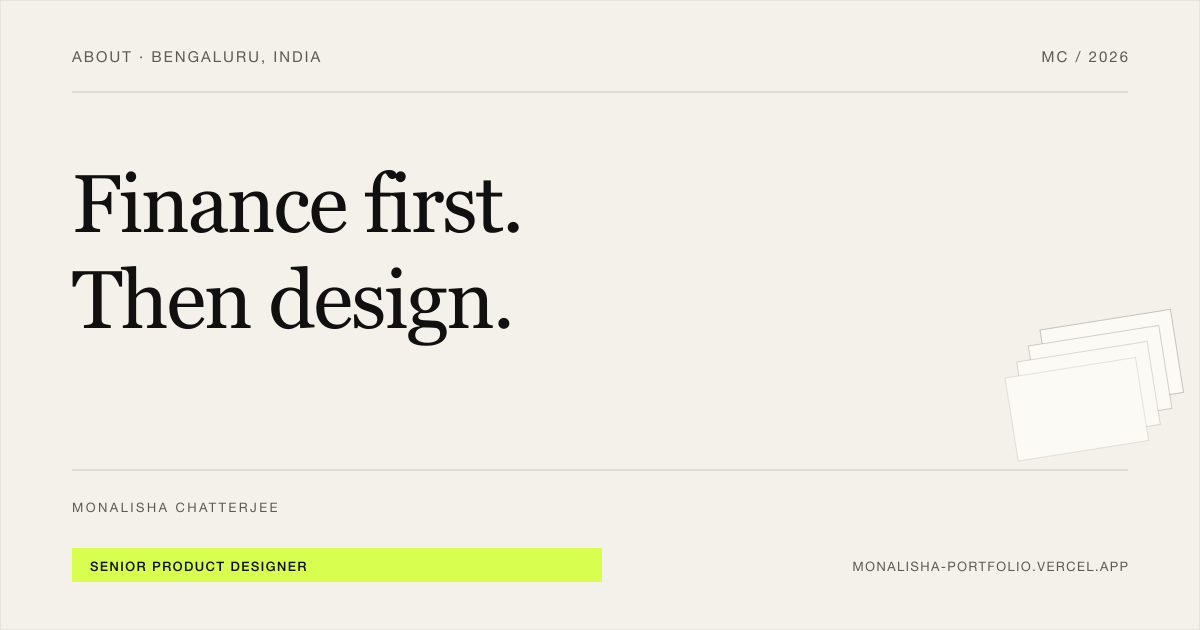 ABOUT · BENGALURU, INDIA
MC / 2026
Finance first.
Then design.
MONALISHA CHATTERJEE
SENIOR PRODUCT DESIGNER
MONALISHA-PORTFOLIO.VERCEL.APP